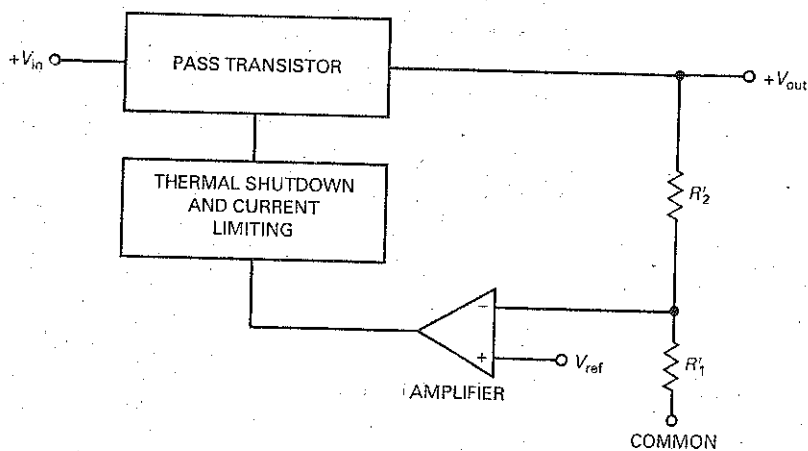 +Vin
PASS TRANSISTOR
+Vout
THERMAL SHUTDOWN
AND CURRENT
LIMITING
R'2
−
+
Vref
R'1
AMPLIFIER
COMMON